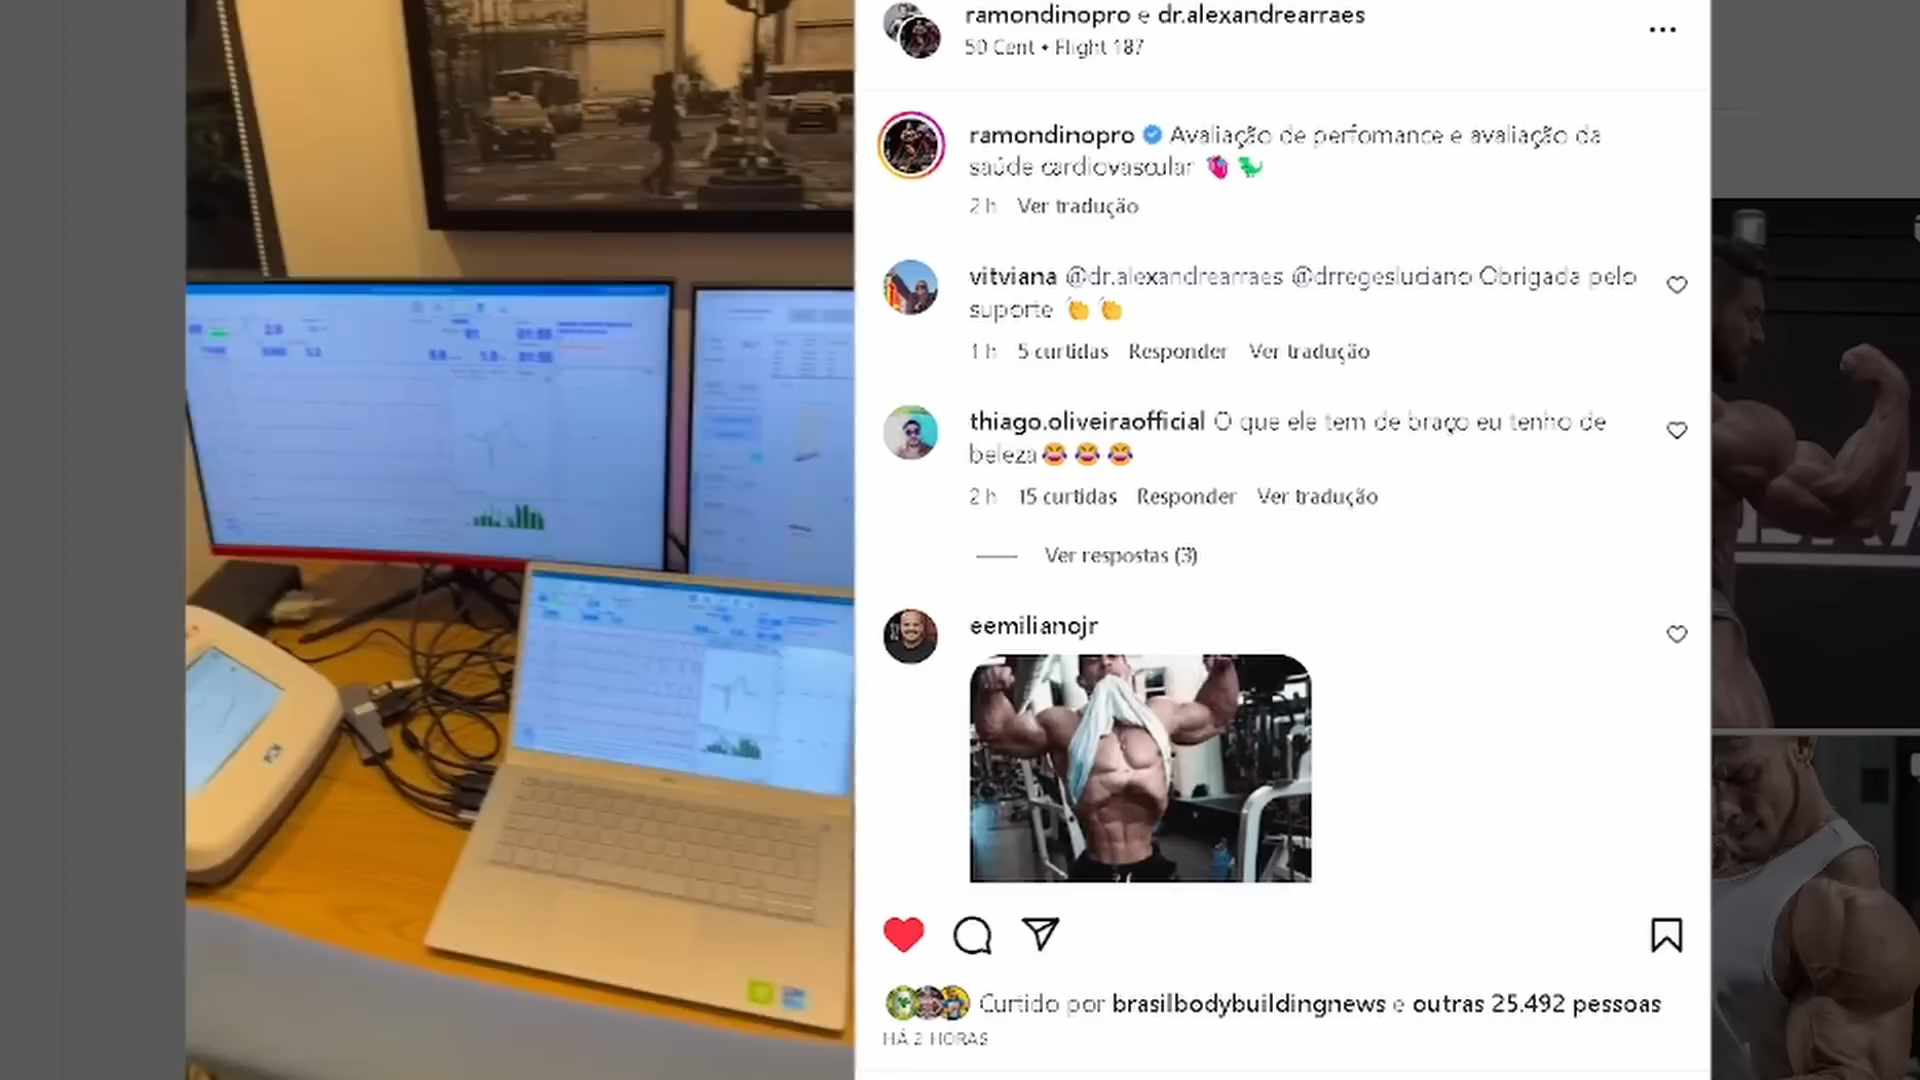 ramondinopro e dr.alexandrearraes
50 Cent • Flight 187
ramondinopro Avaliação de perfomance e avaliação da
saúde cardiovascular
2 h Ver tradução
vitviana @dr.alexandrearraes @drregesluciano Obrigada pelo
suporte
1 h 5 curtidas Responder Ver tradução
thiago.oliveiraofficial O que ele tem de braço eu tenho de
beleza
2 h 15 curtidas Responder Ver tradução
Ver respostas (3)
eemilianojr
Curtido por brasilbodybuildingnews e outras 25.492 pessoas
HÁ 2 HORAS